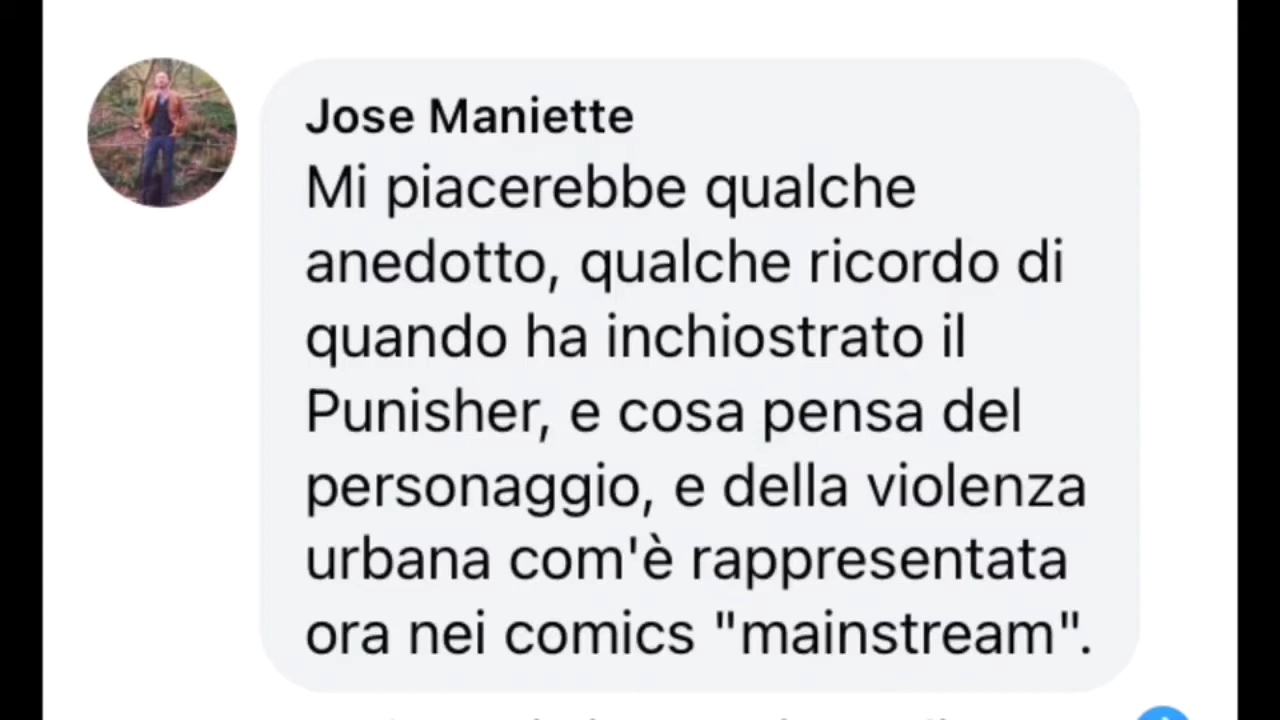 Jose Maniette
Mi piacerebbe qualche
anedotto, qualche ricordo di
quando ha inchiostrato il
Punisher, e cosa pensa del
personaggio, e della violenza
urbana com'è rappresentata
ora nei comics "mainstream".